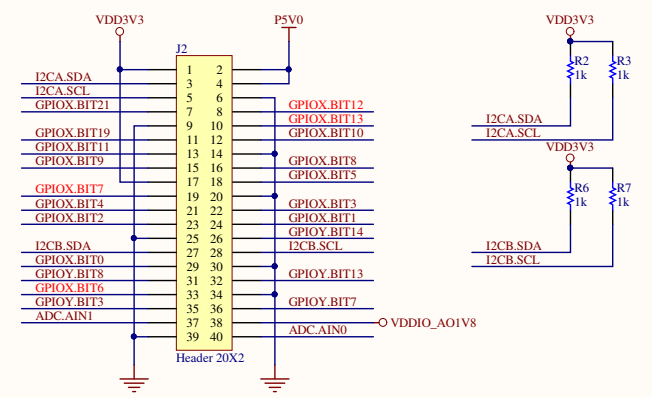 VDD3V3 P5V0 VDD3V3
J2
R2 R3
1k 1k
1 2
I2CA.SDA 3 4
I2CA.SCL 5 6
GPIOX.BIT21 7 8 GPIOX.BIT12
9 10 GPIOX.BIT13 I2CA.SDA
GPIOX.BIT19 11 12 GPIOX.BIT10 I2CA.SCL
GPIOX.BIT11 13 14 VDD3V3
GPIOX.BIT9 15 16 GPIOX.BIT8
17 18 GPIOX.BIT5
GPIOX.BIT7 19 20 R6 R7
1k 1k
GPIOX.BIT4 21 22 GPIOX.BIT3
GPIOX.BIT2 23 24 GPIOX.BIT1
25 26 GPIOY.BIT14
I2CB.SDA 27 28 I2CB.SCL I2CB.SDA
GPIOX.BIT0 29 30 I2CB.SCL
GPIOY.BIT8 31 32 GPIOY.BIT13
GPIOX.BIT6 33 34
GPIOY.BIT3 35 36 GPIOY.BIT7
ADC.AIN1 37 38 VDDIO_AO1V8
39 40 ADC.AIN0
Header 20X2